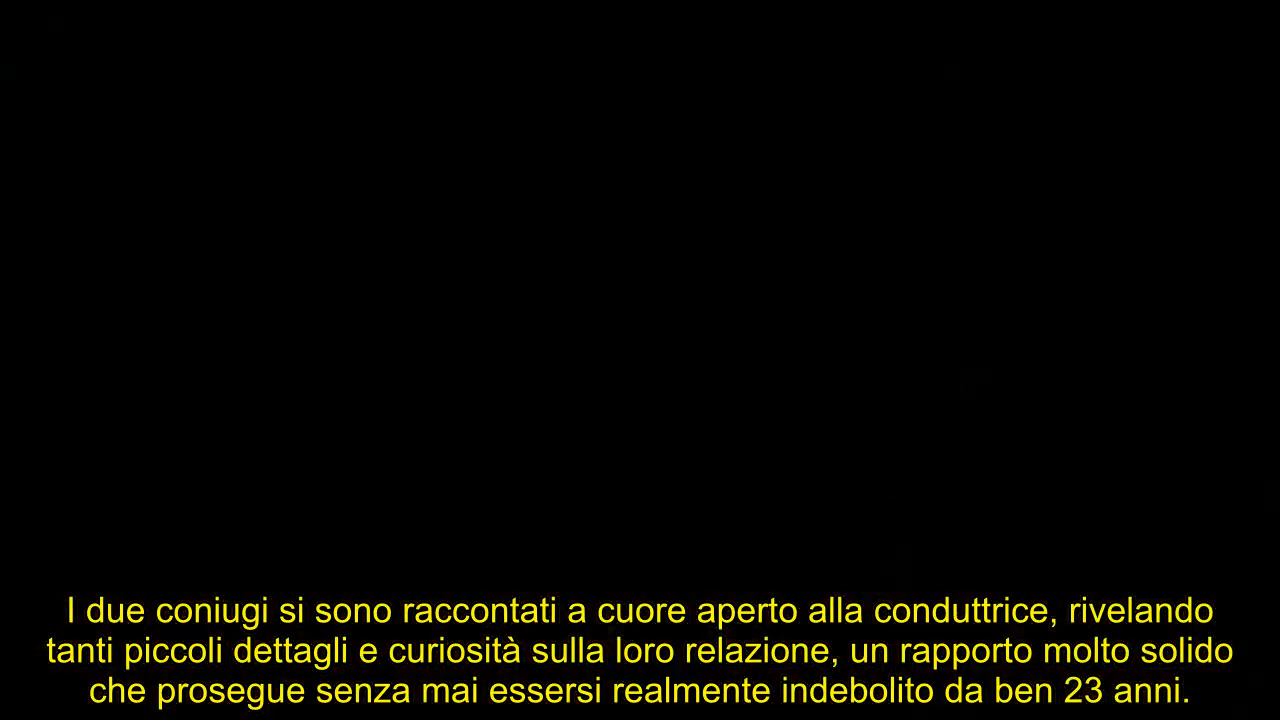 I due coniugi si sono raccontati a cuore aperto alla conduttrice, rivelando
tanti piccoli dettagli e curiosità sulla loro relazione, un rapporto molto solido
che prosegue senza mai essersi realmente indebolito da ben 23 anni.